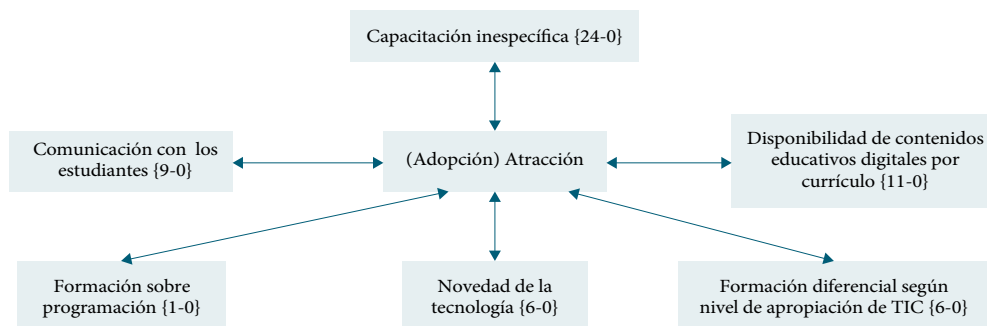 Capacitación inespecífica {24-0}
Comunicación con los
estudiantes {9-0}
(Adopción) Atracción
Disponibilidad de contenidos
educativos digitales por
currículo {11-0}
Formación sobre
programación {1-0}
Novedad de la
tecnología {6-0}
Formación diferencial según
nivel de apropiación de TIC {6-0}